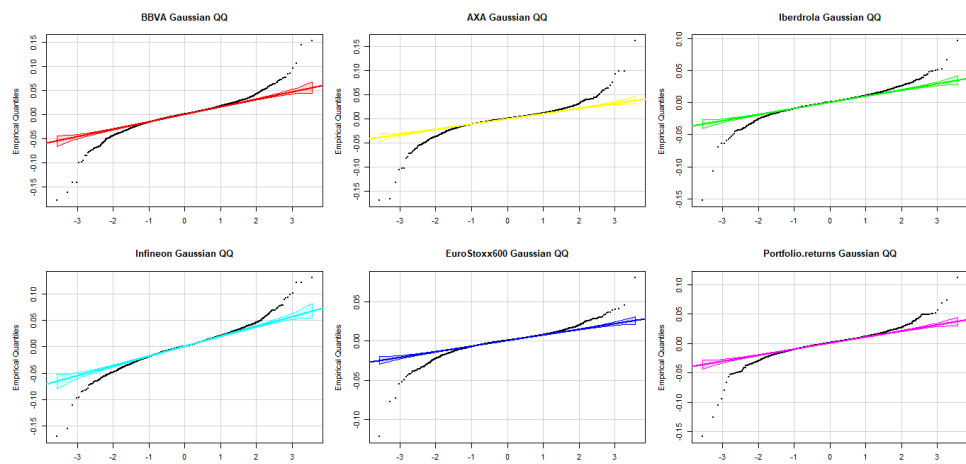 BBVA Gaussian QQ
AXA Gaussian QQ
Iberdrola Gaussian QQ
Empirical Quantiles
0.15
0.10
0.05
0.00
-0.05
-0.10
-0.15
-3 -2 -1 0 1 2 3
Empirical Quantiles
0.15
0.10
0.05
0.00
-0.05
-0.10
-0.15
-3 -2 -1 0 1 2 3
Empirical Quantiles
0.10
0.05
0.00
-0.05
-0.10
-0.15
-3 -2 -1 0 1 2 3
Infineon Gaussian QQ
EuroStoxx600 Gaussian QQ
Portfolio.returns Gaussian QQ
Empirical Quantiles
0.10
0.05
0.00
-0.05
-0.10
-0.15
-3 -2 -1 0 1 2 3
Empirical Quantiles
0.05
0.00
-0.05
-0.10
-3 -2 -1 0 1 2 3
Empirical Quantiles
0.10
0.05
0.00
-0.05
-0.10
-0.15
-3 -2 -1 0 1 2 3